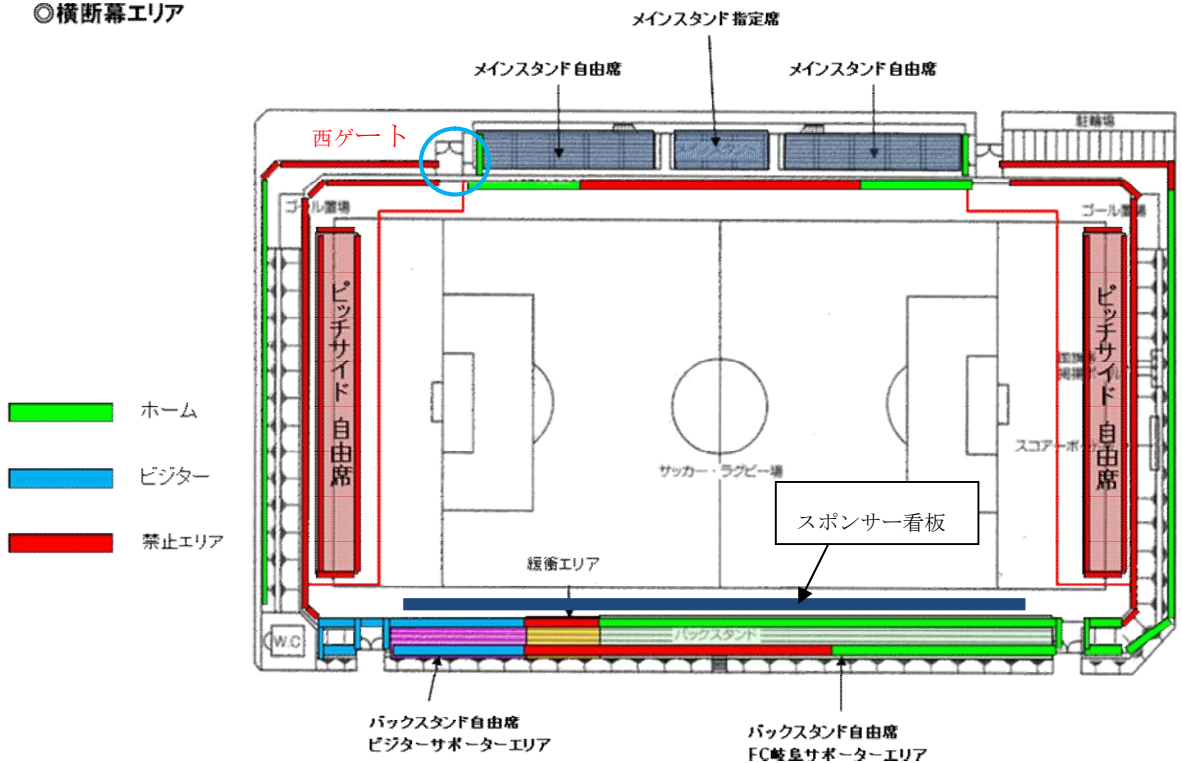 ◎横断幕エリア
メインスタンド指定席
メインスタンド自由席
メインスタンド自由席
駐輪場
西ゲート
メインスタンド
ゴール置場
ゴール置場
ピッチサイド 自由席
ピッチサイド 自由席
ホーム
ビジター
禁止エリア
スコアーボード
サッカー・ラグビー場
スポンサー看板
緩衝エリア
バックスタンド
W.C
バックスタンド自由席
ビジターサポーターエリア
バックスタンド自由席
FC岐阜サポーターエリア